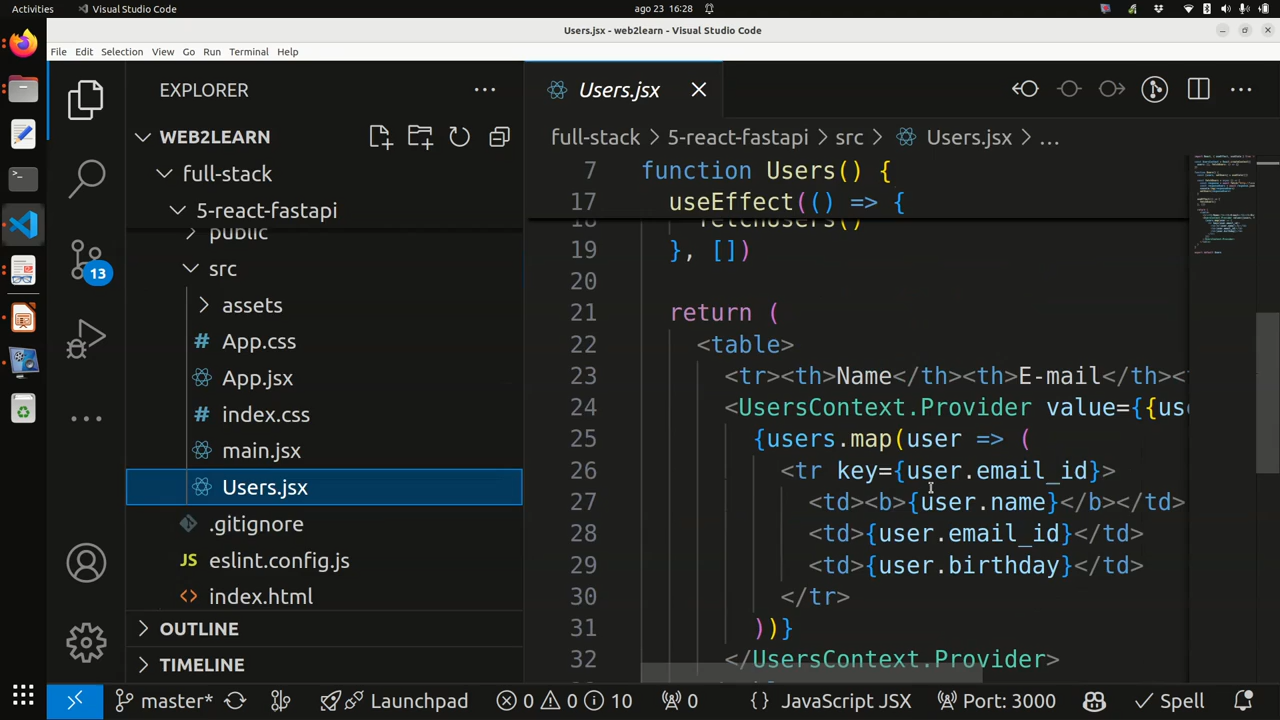 Activities
Visual Studio Code
ago 23 16:28
Users.jsx - web2learn - Visual Studio Code
File Edit Selection View Go Run Terminal Help
EXPLORER
WEB2LEARN
full-stack
5-react-fastapi
public
src
assets
# App.css
App.jsx
# index.css
main.jsx
Users.jsx
.gitignore
JS eslint.config.js
<> index.html
OUTLINE
TIMELINE
13
Users.jsx
full-stack > 5-react-fastapi > src > Users.jsx > ...
7 function Users() {
17 useEffect(() => {
18 fetchUsers()
19 }, [])
20
21 return (
22 <table>
23 <tr><th>Name</th><th>E-mail</th><t
24 <UsersContext.Provider value={{use
25 {users.map(user => (
26 <tr key={user.email_id}>
27 <td><b>{user.name}</b></td>
28 <td>{user.email_id}</td>
29 <td>{user.birthday}</td>
30 </tr>
31 ))}
32 </UsersContext.Provider>
master* Launchpad 0 0 10 0 {} JavaScript JSX Port: 3000 Spell